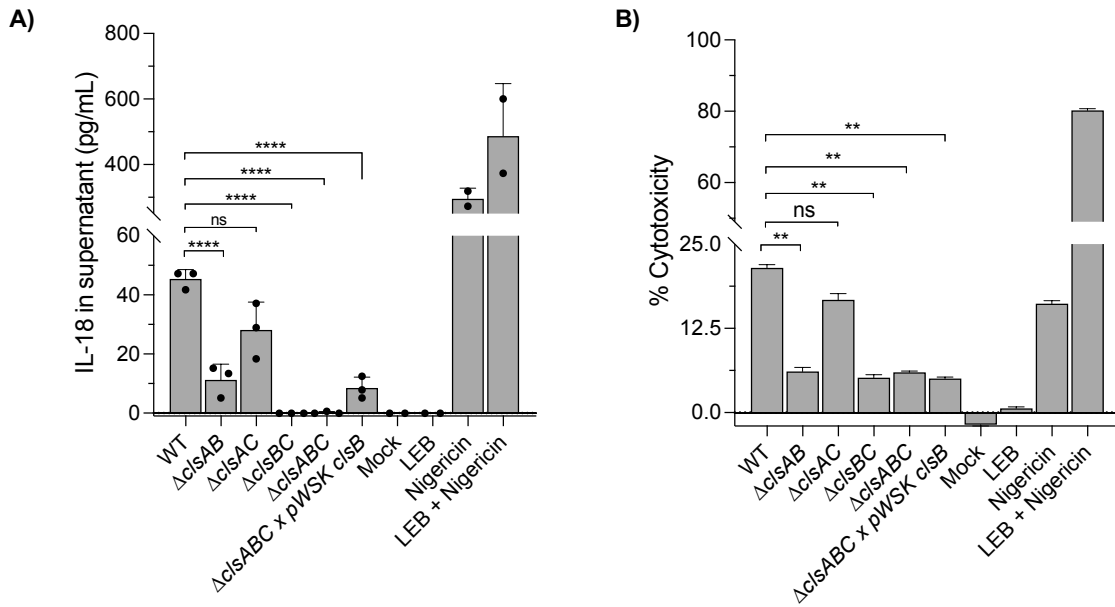 A)
IL-18 in supernatant (pg/mL)
800
600
400
60
40
20
0
****
****
****
ns
****
WT
ΔclsAB
ΔclsAC
ΔclsBC
ΔclsABC
ΔclsABC x pWSK clsB
Mock
LEB
Nigericin
LEB + Nigericin
B)
% Cytotoxicity
100
80
60
25.0
12.5
0.0
**
**
**
ns
**
WT
ΔclsAB
ΔclsAC
ΔclsBC
ΔclsABC
ΔclsABC x pWSK clsB
Mock
LEB
Nigericin
LEB + Nigericin